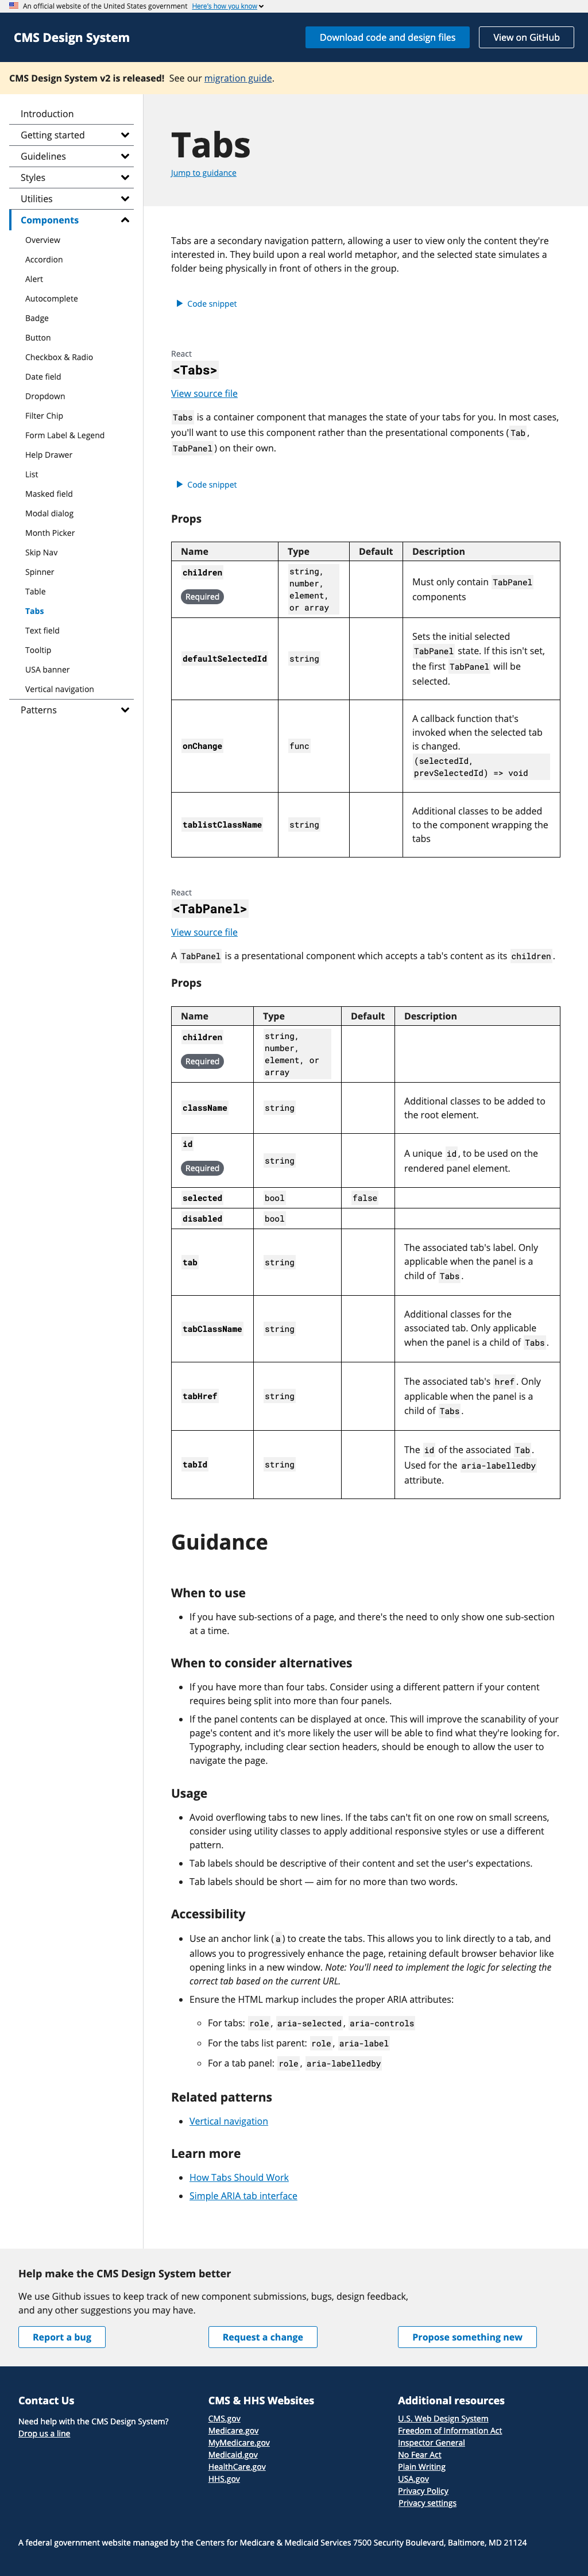 An official website of the United States government Here's how you know
CMS Design System
Download code and design files
View on GitHub
CMS Design System v2 is released! See our migration guide.
Introduction
Getting started
Guidelines
Styles
Utilities
Components
Overview
Accordion
Alert
Autocomplete
Badge
Button
Checkbox & Radio
Date field
Dropdown
Filter Chip
Form Label & Legend
Help Drawer
List
Masked field
Modal dialog
Month Picker
Skip Nav
Spinner
Table
Tabs
Text field
Tooltip
USA banner
Vertical navigation
Patterns
Tabs
Jump to guidance
Tabs are a secondary navigation pattern, allowing a user to view only the content they're
interested in. They build upon a real world metaphor, and the selected state simulates a
folder being physically in front of others in the group.
Code snippet
React
<Tabs>
View source file
Tabs is a container component that manages the state of your tabs for you. In most cases,
you'll want to use this component rather than the presentational components (Tab,
TabPanel) on their own.
Code snippet
Props
Name Type Default Description
children
Required
string,
number,
element,
or array
Must only contain TabPanel
components
defaultSelectedId
string
Sets the initial selected
TabPanel state. If this isn't set,
the first TabPanel will be
selected.
onChange
func
A callback function that's
invoked when the selected tab
is changed.
(selectedId,
prevSelectedId) => void
tablistClassName
string
Additional classes to be added
to the component wrapping the
tabs
React
<TabPanel>
View source file
A TabPanel is a presentational component which accepts a tab's content as its children.
Props
Name Type Default Description
children
Required
string,
number,
element, or
array
className
string
Additional classes to be added to
the root element.
id
Required
string
A unique id, to be used on the
rendered panel element.
selected bool false
disabled bool
tab
string
The associated tab's label. Only
applicable when the panel is a
child of Tabs.
tabClassName
string
Additional classes for the
associated tab. Only applicable
when the panel is a child of Tabs.
tabHref
string
The associated tab's href. Only
applicable when the panel is a
child of Tabs.
tabId
string
The id of the associated Tab.
Used for the aria-labelledby
attribute.
Guidance
When to use
If you have sub-sections of a page, and there's the need to only show one sub-section
at a time.
When to consider alternatives
If you have more than four tabs. Consider using a different pattern if your content
requires being split into more than four panels.
If the panel contents can be displayed at once. This will improve the scanability of your
page's content and it's more likely the user will be able to find what they're looking for.
Typography, including clear section headers, should be enough to allow the user to
navigate the page.
Usage
Avoid overflowing tabs to new lines. If the tabs can't fit on one row on small screens,
consider using utility classes to apply additional responsive styles or use a different
pattern.
Tab labels should be descriptive of their content and set the user's expectations.
Tab labels should be short — aim for no more than two words.
Accessibility
Use an anchor link (a) to create the tabs. This allows you to link directly to a tab, and
allows you to progressively enhance the page, retaining default browser behavior like
opening links in a new window. Note: You'll need to implement the logic for selecting the
correct tab based on the current URL.
Ensure the HTML markup includes the proper ARIA attributes:
For tabs: role, aria-selected, aria-controls
For the tabs list parent: role, aria-label
For a tab panel: role, aria-labelledby
Related patterns
Vertical navigation
Learn more
How Tabs Should Work
Simple ARIA tab interface
Help make the CMS Design System better
We use Github issues to keep track of new component submissions, bugs, design feedback,
and any other suggestions you may have.
Report a bug
Request a change
Propose something new
Contact Us
Need help with the CMS Design System?
Drop us a line
CMS & HHS Websites
CMS.gov
Medicare.gov
MyMedicare.gov
Medicaid.gov
HealthCare.gov
HHS.gov
Additional resources
U.S. Web Design System
Freedom of Information Act
Inspector General
No Fear Act
Plain Writing
USA.gov
Privacy Policy
Privacy settings
A federal government website managed by the Centers for Medicare & Medicaid Services 7500 Security Boulevard, Baltimore, MD 21124